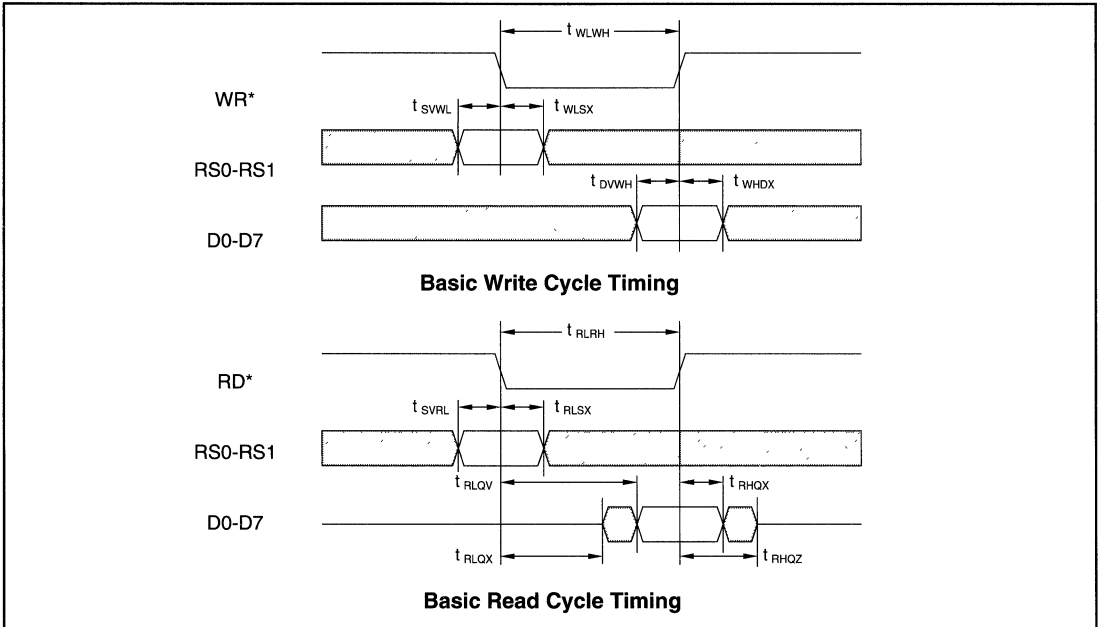 t WLWH
WR*
t SVWL
t WLSX
RS0-RS1
t DVWH
t WHDX
D0-D7
Basic Write Cycle Timing
t RLRH
RD*
t SVRL
t RLSX
RS0-RS1
t RLQV
t RHQX
D0-D7
t RLQX
t RHQZ
Basic Read Cycle Timing